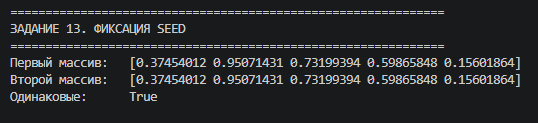 ==============================================================
ЗАДАНИЕ 13. ФИКСАЦИЯ SEED
==============================================================
Первый массив:   [0.37454012 0.95071431 0.73199394 0.59865848 0.15601864]
Второй массив:   [0.37454012 0.95071431 0.73199394 0.59865848 0.15601864]
Одинаковые:      True